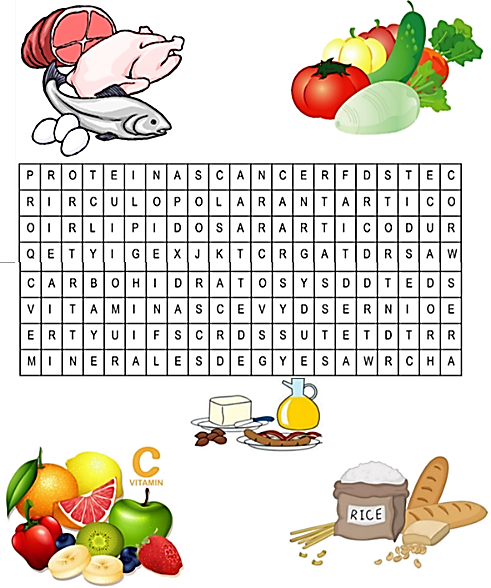 P R O T E I N A S C A N C E R F D S T E C
R I R C U L O P O L A R A N T A R T I C O
O I R L I P I D O S A R A R T I C O D U R
Q E T Y I G E X J K T C R G A T D R S A W
C A R B O H I D R A T O S Y S D D T E D S
V I T A M I N A S C E V Y D S E R N I O E
E R T Y U I F S C R D S S U T E T D T R R
M I N E R A L E S D E G Y E S A W R C H A
C
VITAMIN
RICE